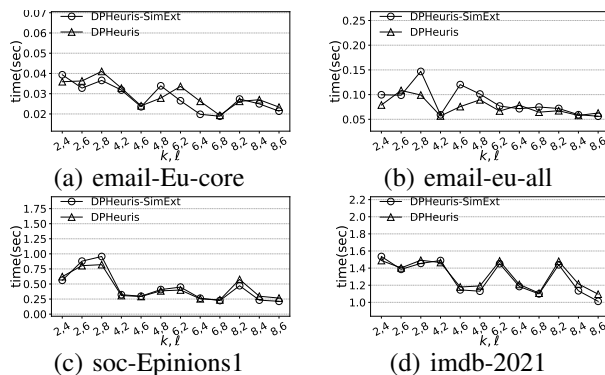 DPHeuris-SimExt
DPHeuris
time(sec)
0.07
0.06
0.05
0.04
0.03
0.02
2,4 2,6 2,8 4,2 4,6 4,8 6,2 6,4 6,8 8,2 8,4 8,6
k, ℓ
(a) email-Eu-core
DPHeuris-SimExt
DPHeuris
time(sec)
0.25
0.20
0.15
0.10
0.05
2,4 2,6 2,8 4,2 4,6 4,8 6,2 6,4 6,8 8,2 8,4 8,6
k, ℓ
(b) email-eu-all
DPHeuris-SimExt
DPHeuris
time(sec)
1.75
1.50
1.25
1.00
0.75
0.50
0.25
0.00
2,4 2,6 2,8 4,2 4,6 4,8 6,2 6,4 6,8 8,2 8,4 8,6
k, ℓ
(c) soc-Epinions1
DPHeuris-SimExt
DPHeuris
time(sec)
2.2
2.0
1.8
1.6
1.4
1.2
1.0
2,4 2,6 2,8 4,2 4,6 4,8 6,2 6,4 6,8 8,2 8,4 8,6
k, ℓ
(d) imdb-2021